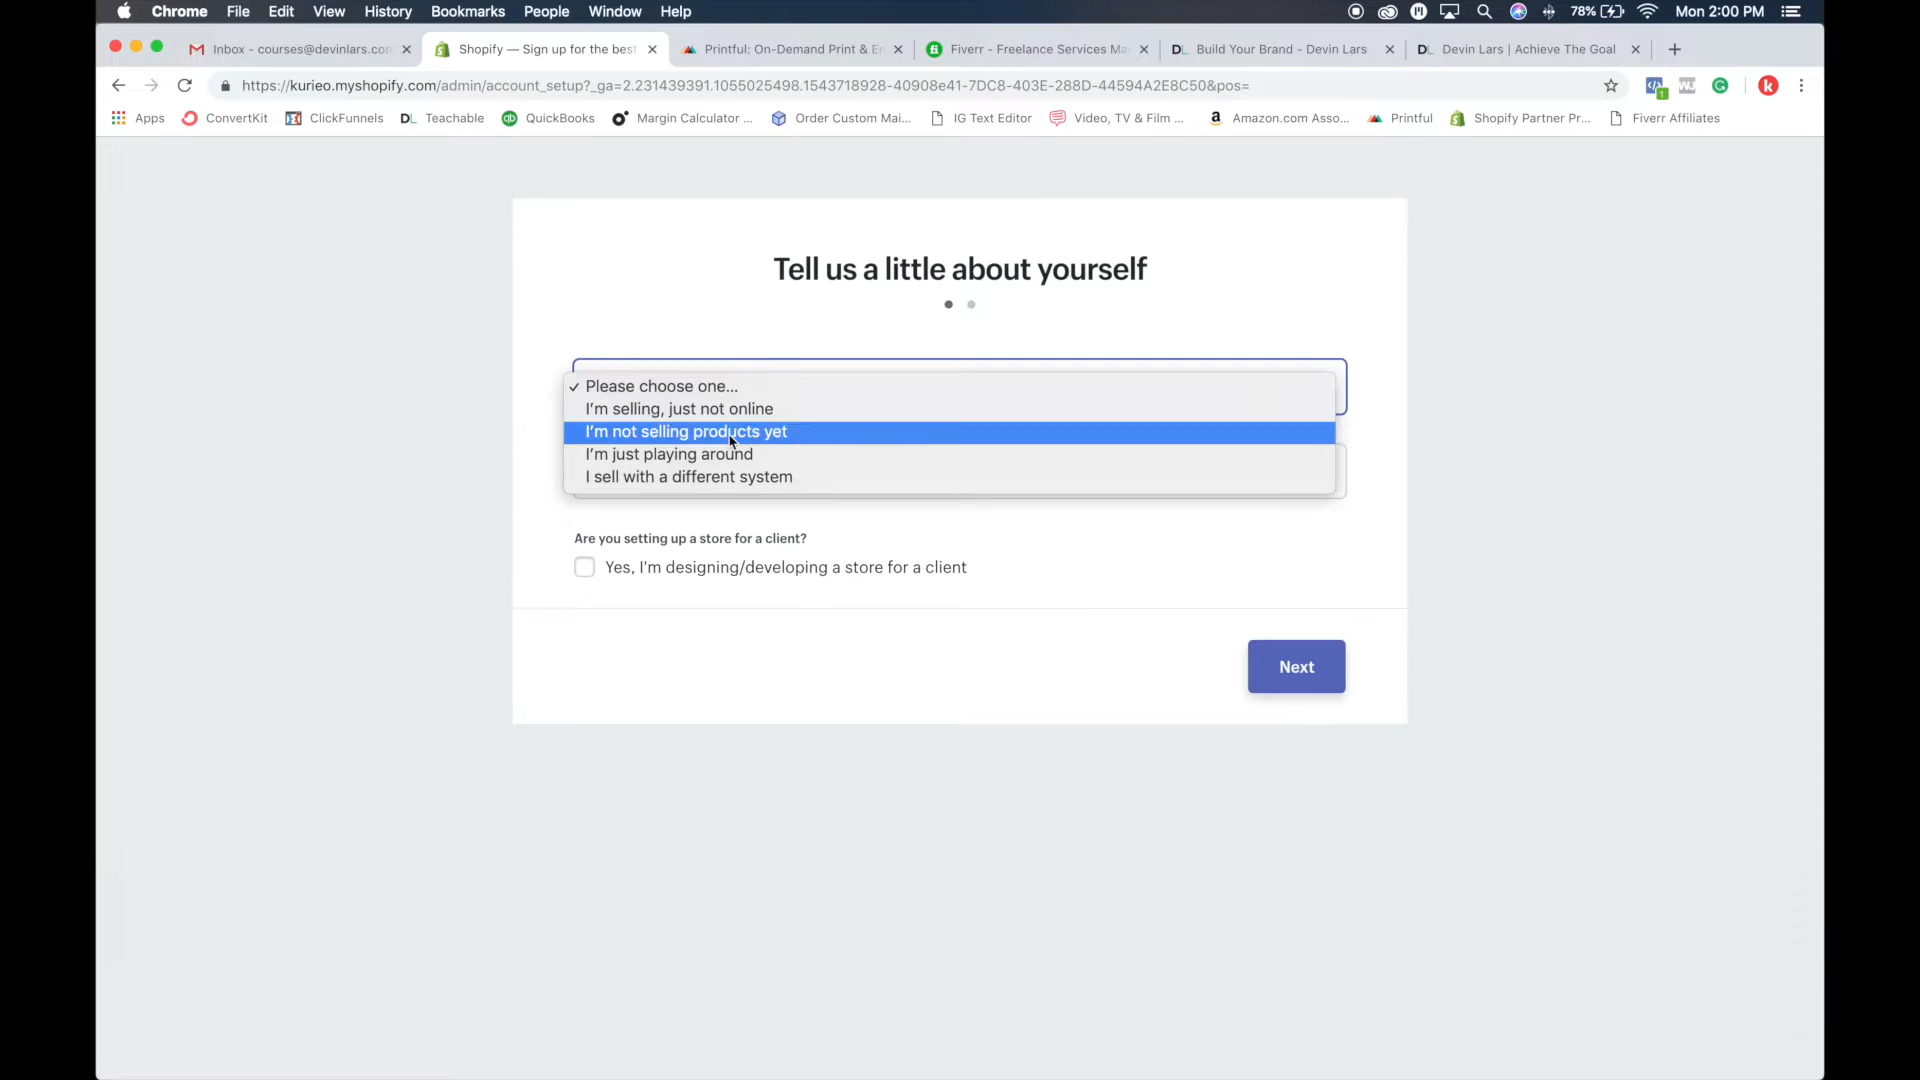 Chrome File Edit View History Bookmarks People Window Help 78% Mon 2:00 PM
Inbox - courses@devinlars.con Shopify — Sign up for the best Printful: On-Demand Print & Fiverr - Freelance Services Ma Build Your Brand - Devin Lars Devin Lars | Achieve The Goal
https://kurieo.myshopify.com/admin/account_setup?_ga=2.231439391.1055025498.1543718928-40908e41-7DC8-403E-288D-44594A2E8C50&pos=
Apps ConvertKit ClickFunnels DL Teachable QuickBooks Margin Calculator ... Order Custom Mai... IG Text Editor Video, TV & Film ... Amazon.com Asso... Printful Shopify Partner Pr... Fiverr Affiliates
Tell us a little about yourself
Please choose one...
I'm selling, just not online
I'm not selling products yet
I'm just playing around
I sell with a different system
Are you setting up a store for a client?
Yes, I'm designing/developing a store for a client
Next